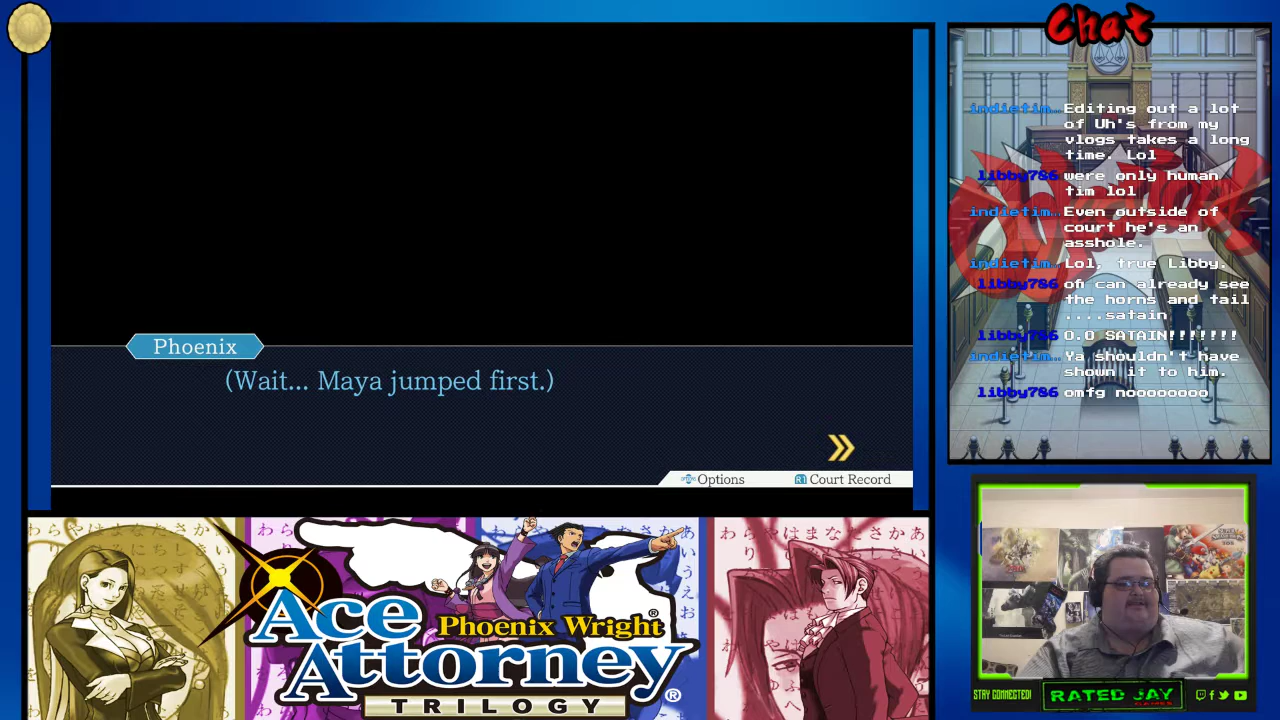 Chat
indietim… Editing out a lot
of Uh's from my
vlogs takes a long
time. Lol
libby786 were only human
tim lol
indietim… Even outside of
court he's an
asshole.
indietim… Lol, true Libby.
libby786 ofi can already see
the horns and tail
....satain
libby786 O.O SATAIN!!!!!!!
indietim… Ya shouldn't have
shown it to him.
libby786 omfg noooooooo
Phoenix
(Wait... Maya jumped first.)
Options
R1 Court Record
Phoenix Wright®
Ace
Attorney®
TRILOGY
STAY CONNECTED!
RATED JAY
GAMES